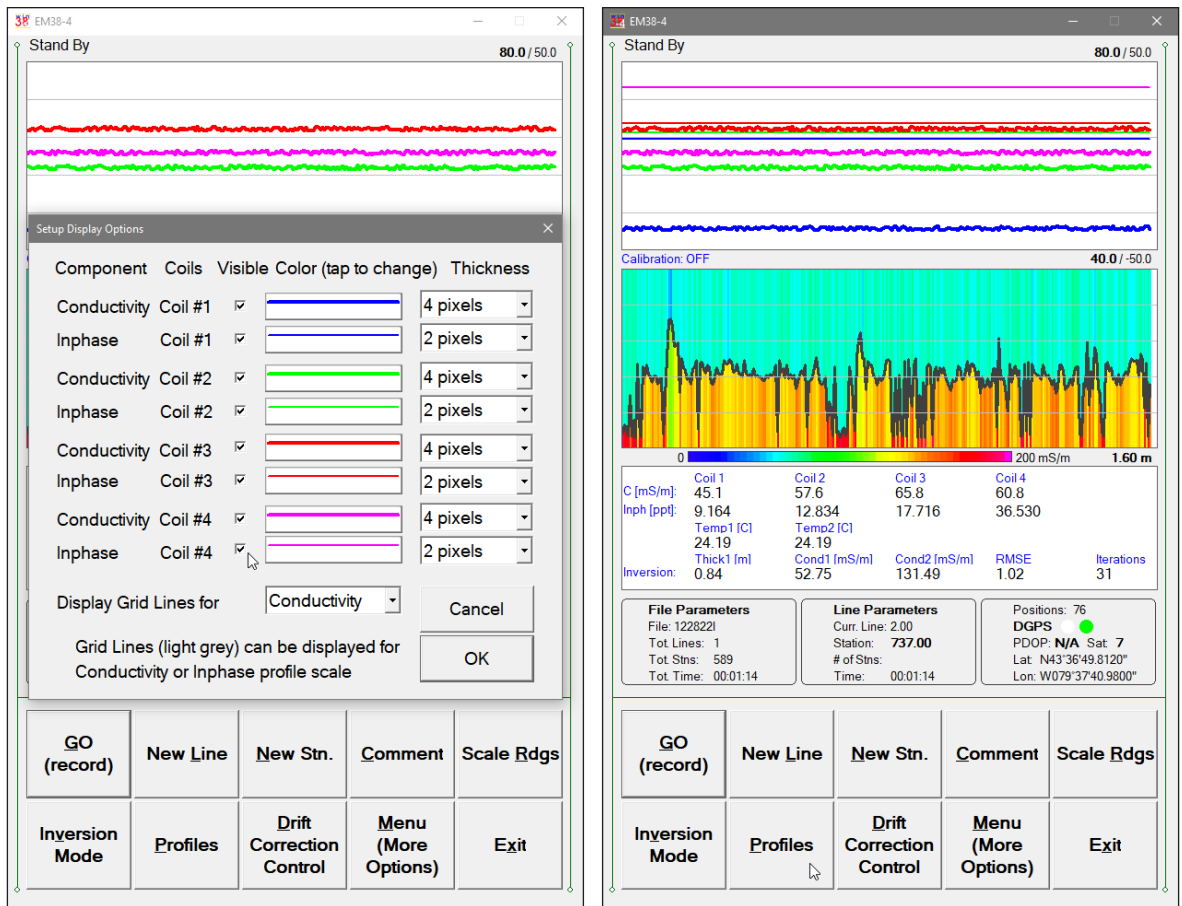 EM38-4
Stand By
80.0 / 50.0
Setup Display Options
Component Coils Visible Color (tap to change) Thickness
Conductivity Coil #1 4 pixels
Inphase Coil #1 2 pixels
Conductivity Coil #2 4 pixels
Inphase Coil #2 2 pixels
Conductivity Coil #3 4 pixels
Inphase Coil #3 2 pixels
Conductivity Coil #4 4 pixels
Inphase Coil #4 2 pixels
Display Grid Lines for Conductivity Cancel
Grid Lines (light grey) can be displayed for
Conductivity or Inphase profile scale
OK
GO
(record)
New Line
New Stn.
Comment
Scale Rdgs
Inversion
Mode
Profiles
Drift
Correction
Control
Menu
(More
Options)
Exit
EM38-4
Stand By
80.0 / 50.0
Calibration: OFF
40.0 / -50.0
0 200 mS/m 1.60 m
Coil 1 Coil 2 Coil 3 Coil 4
C [mS/m]: 45.1 57.6 65.8 60.8
Inph [ppt]: 9.164 12.834 17.716 36.530
Temp1 [C] Temp2 [C]
24.19 24.19
Thick1 [m] Cond1 [mS/m] Cond2 [mS/m] RMSE Iterations
Inversion: 0.84 52.75 131.49 1.02 31
File Parameters
File: 122822I
Tot. Lines: 1
Tot. Stns: 589
Tot. Time: 00:01:14
Line Parameters
Curr. Line: 2.00
Station: 737.00
# of Stns:
Time: 00:01:14
Positions: 76
DGPS
PDOP: N/A Sat: 7
Lat: N43°36'49.8120"
Lon: W079°37'40.9800"
GO
(record)
New Line
New Stn.
Comment
Scale Rdgs
Inversion
Mode
Profiles
Drift
Correction
Control
Menu
(More
Options)
Exit